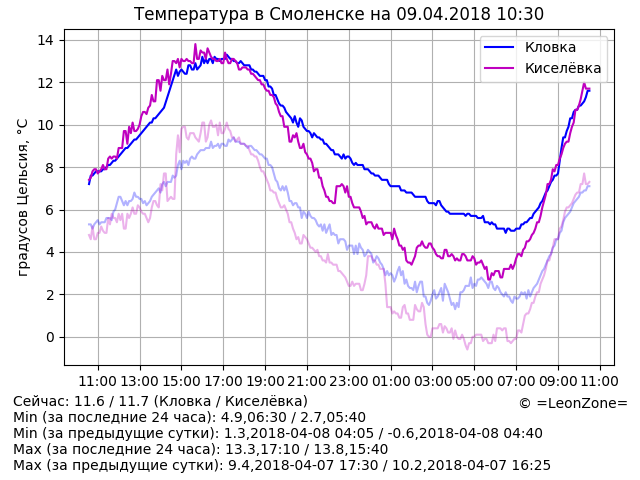 Температура в Смоленске на 09.04.2018 10:30
градусов Цельсия, °C
14
12
10
8
6
4
2
0
Кловка
Киселёвка
11:00 13:00 15:00 17:00 19:00 21:00 23:00 01:00 03:00 05:00 07:00 09:00 11:00
Сейчас: 11.6 / 11.7 (Кловка / Киселёвка)
© =LeonZone=
Min (за последние 24 часа): 4.9,06:30 / 2.7,05:40
Min (за предыдущие сутки): 1.3,2018-04-08 04:05 / -0.6,2018-04-08 04:40
Max (за последние 24 часа): 13.3,17:10 / 13.8,15:40
Max (за предыдущие сутки): 9.4,2018-04-07 17:30 / 10.2,2018-04-07 16:25